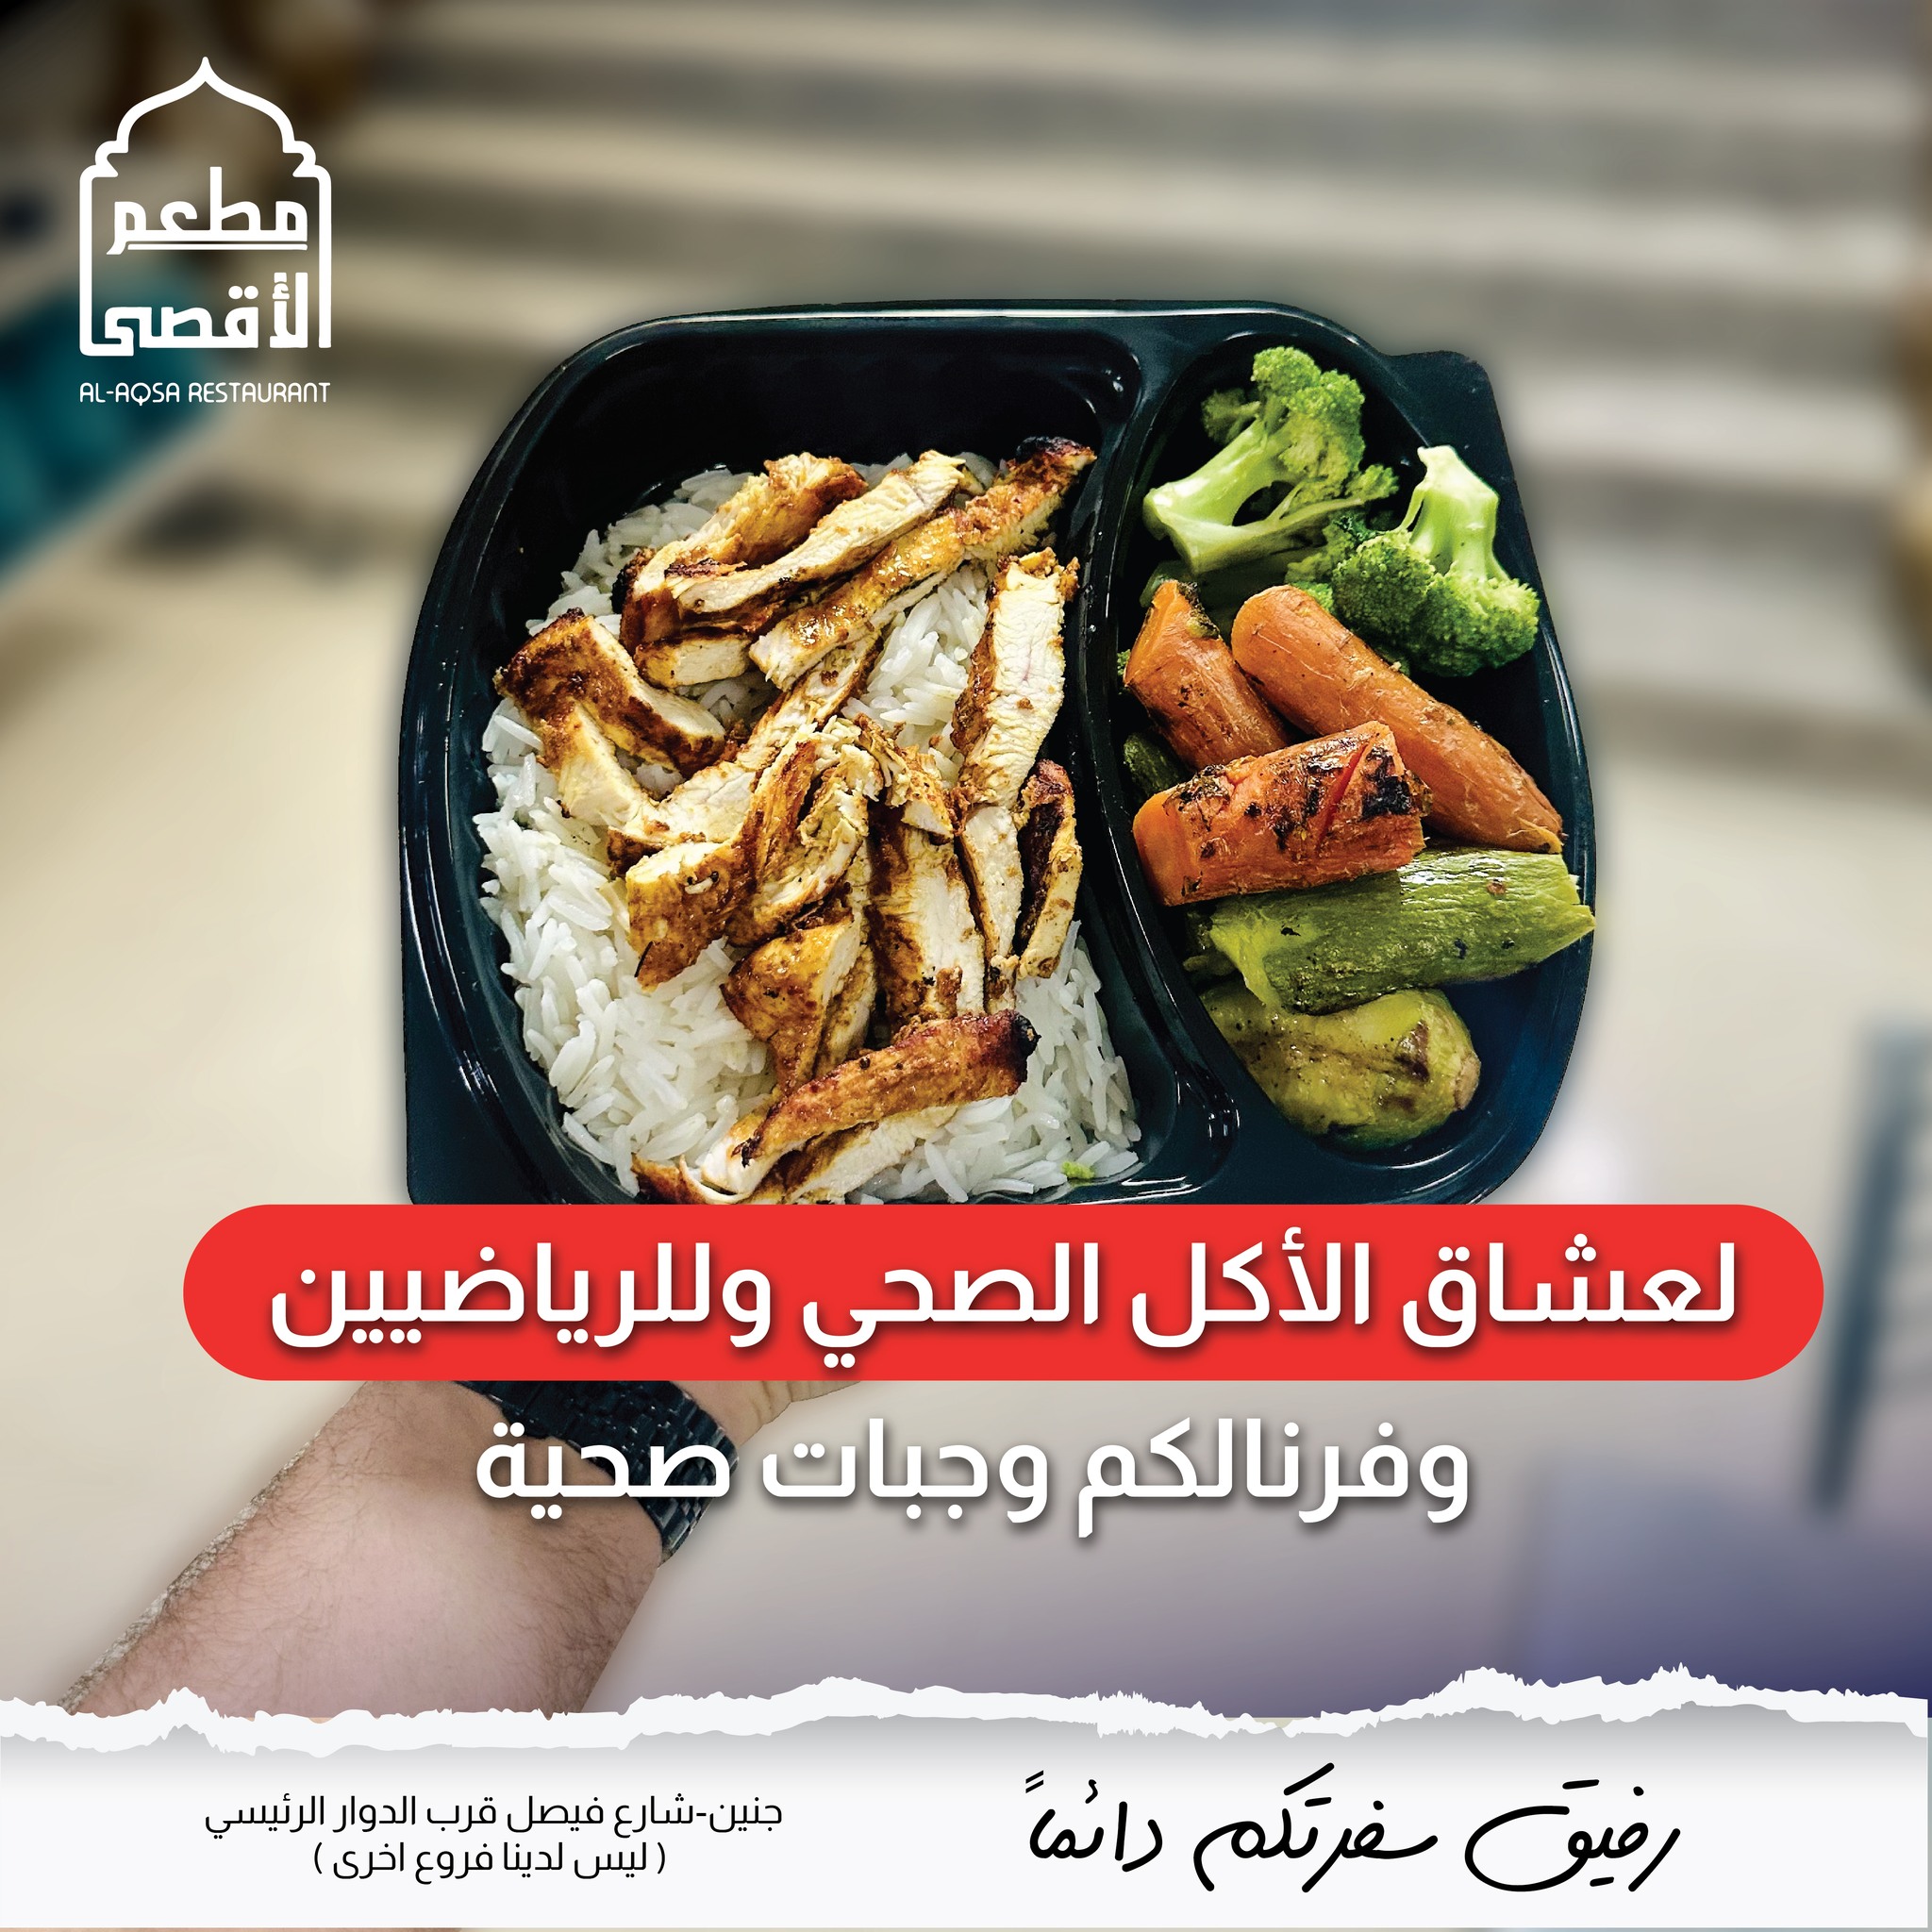 مطعم
الأقصى
AL-AQSA RESTAURANT
لعشاق الأكل الصحي وللرياضيين
وفرنالكم وجبات صحية
رفيق سفرتكم دائماً
جنين-شارع فيصل قرب الدوار الرئيسي
( ليس لدينا فروع اخرى )